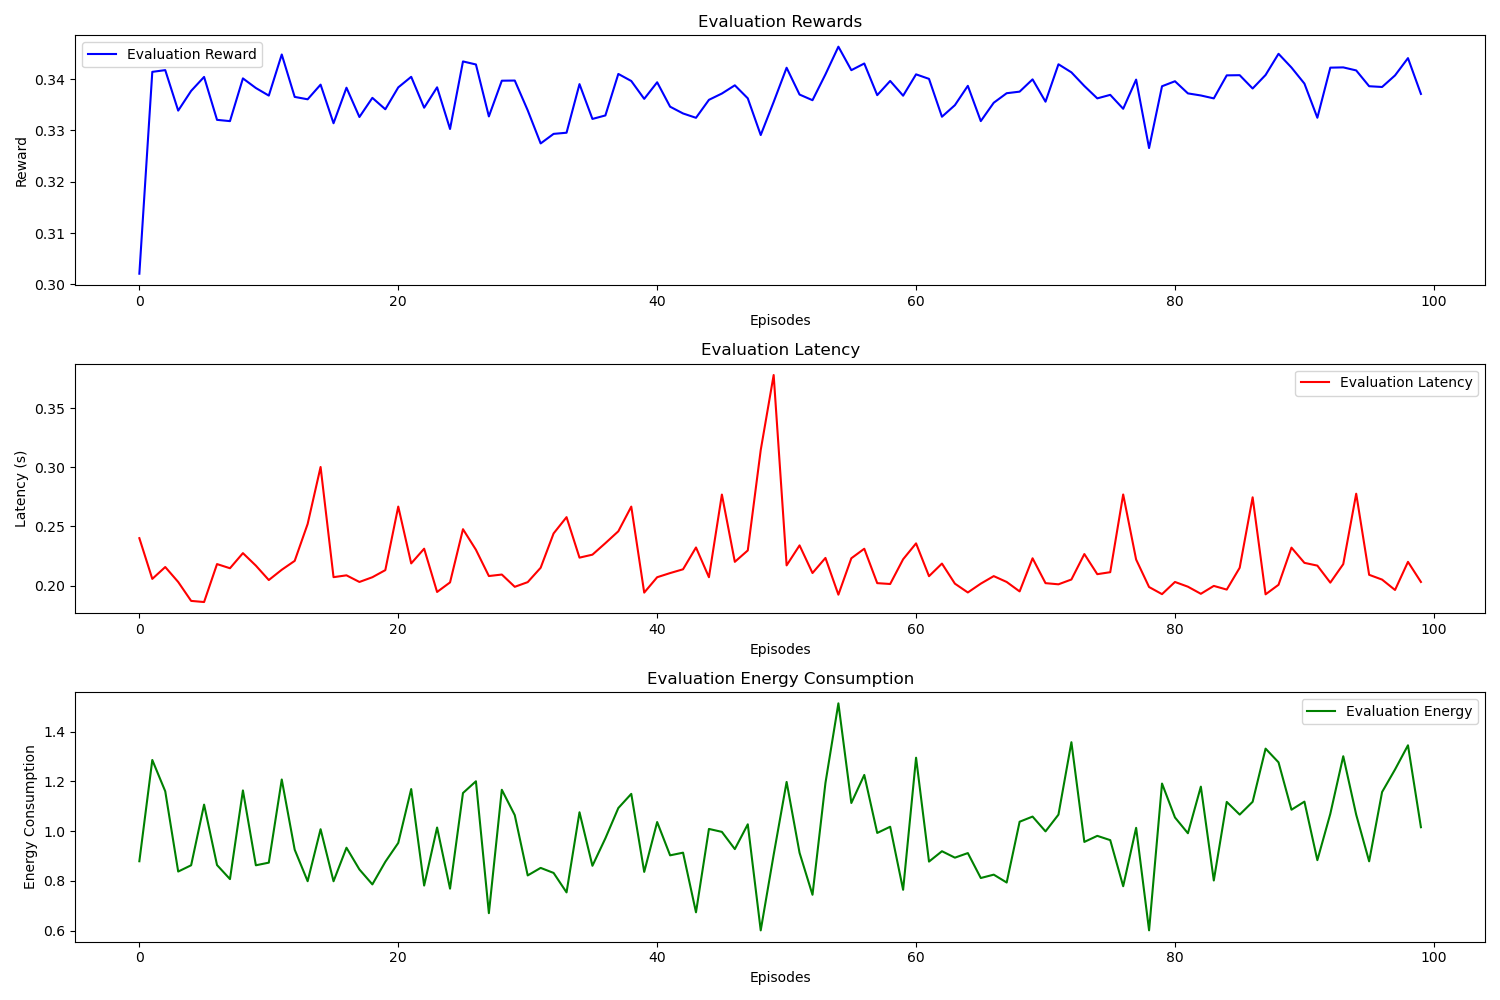 Evaluation Rewards
Evaluation Reward
Reward
0.34
0.33
0.32
0.31
0.30
0 20 40 60 80 100
Episodes
Evaluation Latency
Evaluation Latency
Latency (s)
0.35
0.30
0.25
0.20
0 20 40 60 80 100
Episodes
Evaluation Energy Consumption
Evaluation Energy
Energy Consumption
1.4
1.2
1.0
0.8
0.6
0 20 40 60 80 100
Episodes